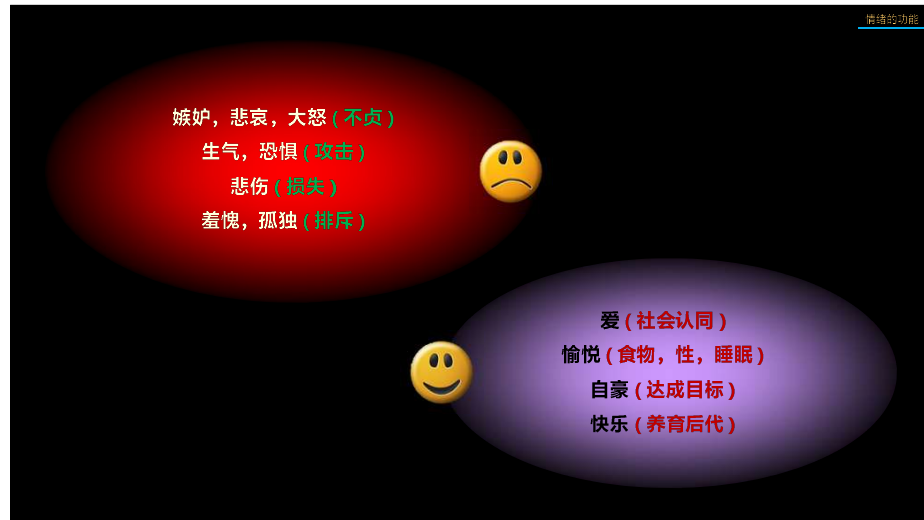 情绪的功能
嫉妒，悲哀，大怒（不贞）
生气，恐惧（攻击）
悲伤（损失）
羞愧，孤独（排斥）
爱（社会认同）
愉悦（食物，性，睡眠）
自豪（达成目标）
快乐（养育后代）